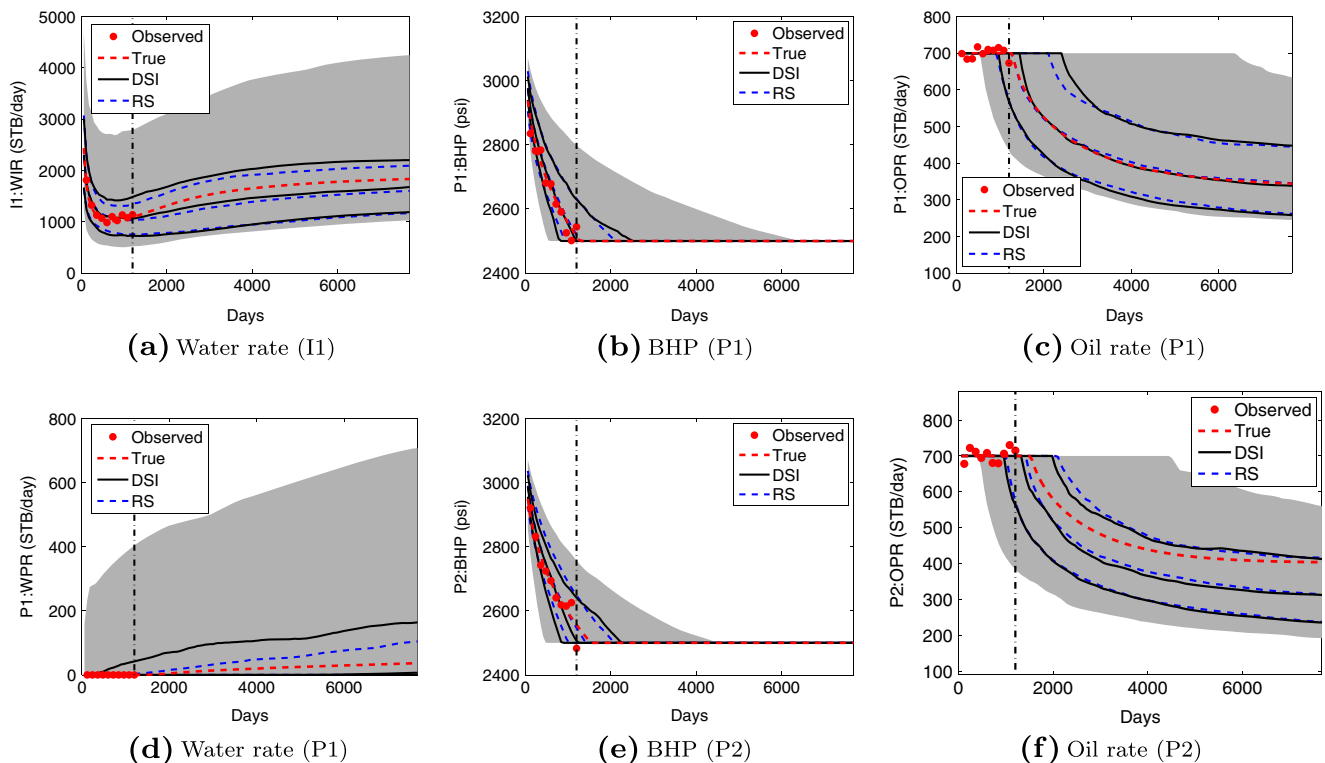 5000
4000
3000
2000
1000
0
0
2000
4000
6000
I1:WIR (STB/day)
Days
Observed
True
DSI
RS
(a) Water rate (I1)
3200
3000
2800
2600
2400
0
2000
4000
6000
P1:BHP (psi)
Days
Observed
True
DSI
RS
(b) BHP (P1)
800
700
600
500
400
300
200
100
0
2000
4000
6000
P1:OPR (STB/day)
Days
Observed
True
DSI
RS
(c) Oil rate (P1)
800
600
400
200
0
0
2000
4000
6000
P1:WPR (STB/day)
Days
Observed
True
DSI
RS
(d) Water rate (P1)
3200
3000
2800
2600
2400
0
2000
4000
6000
P2:BHP (psi)
Days
Observed
True
DSI
RS
(e) BHP (P2)
800
700
600
500
400
300
200
100
0
2000
4000
6000
P2:OPR (STB/day)
Days
Observed
True
DSI
RS
(f) Oil rate (P2)